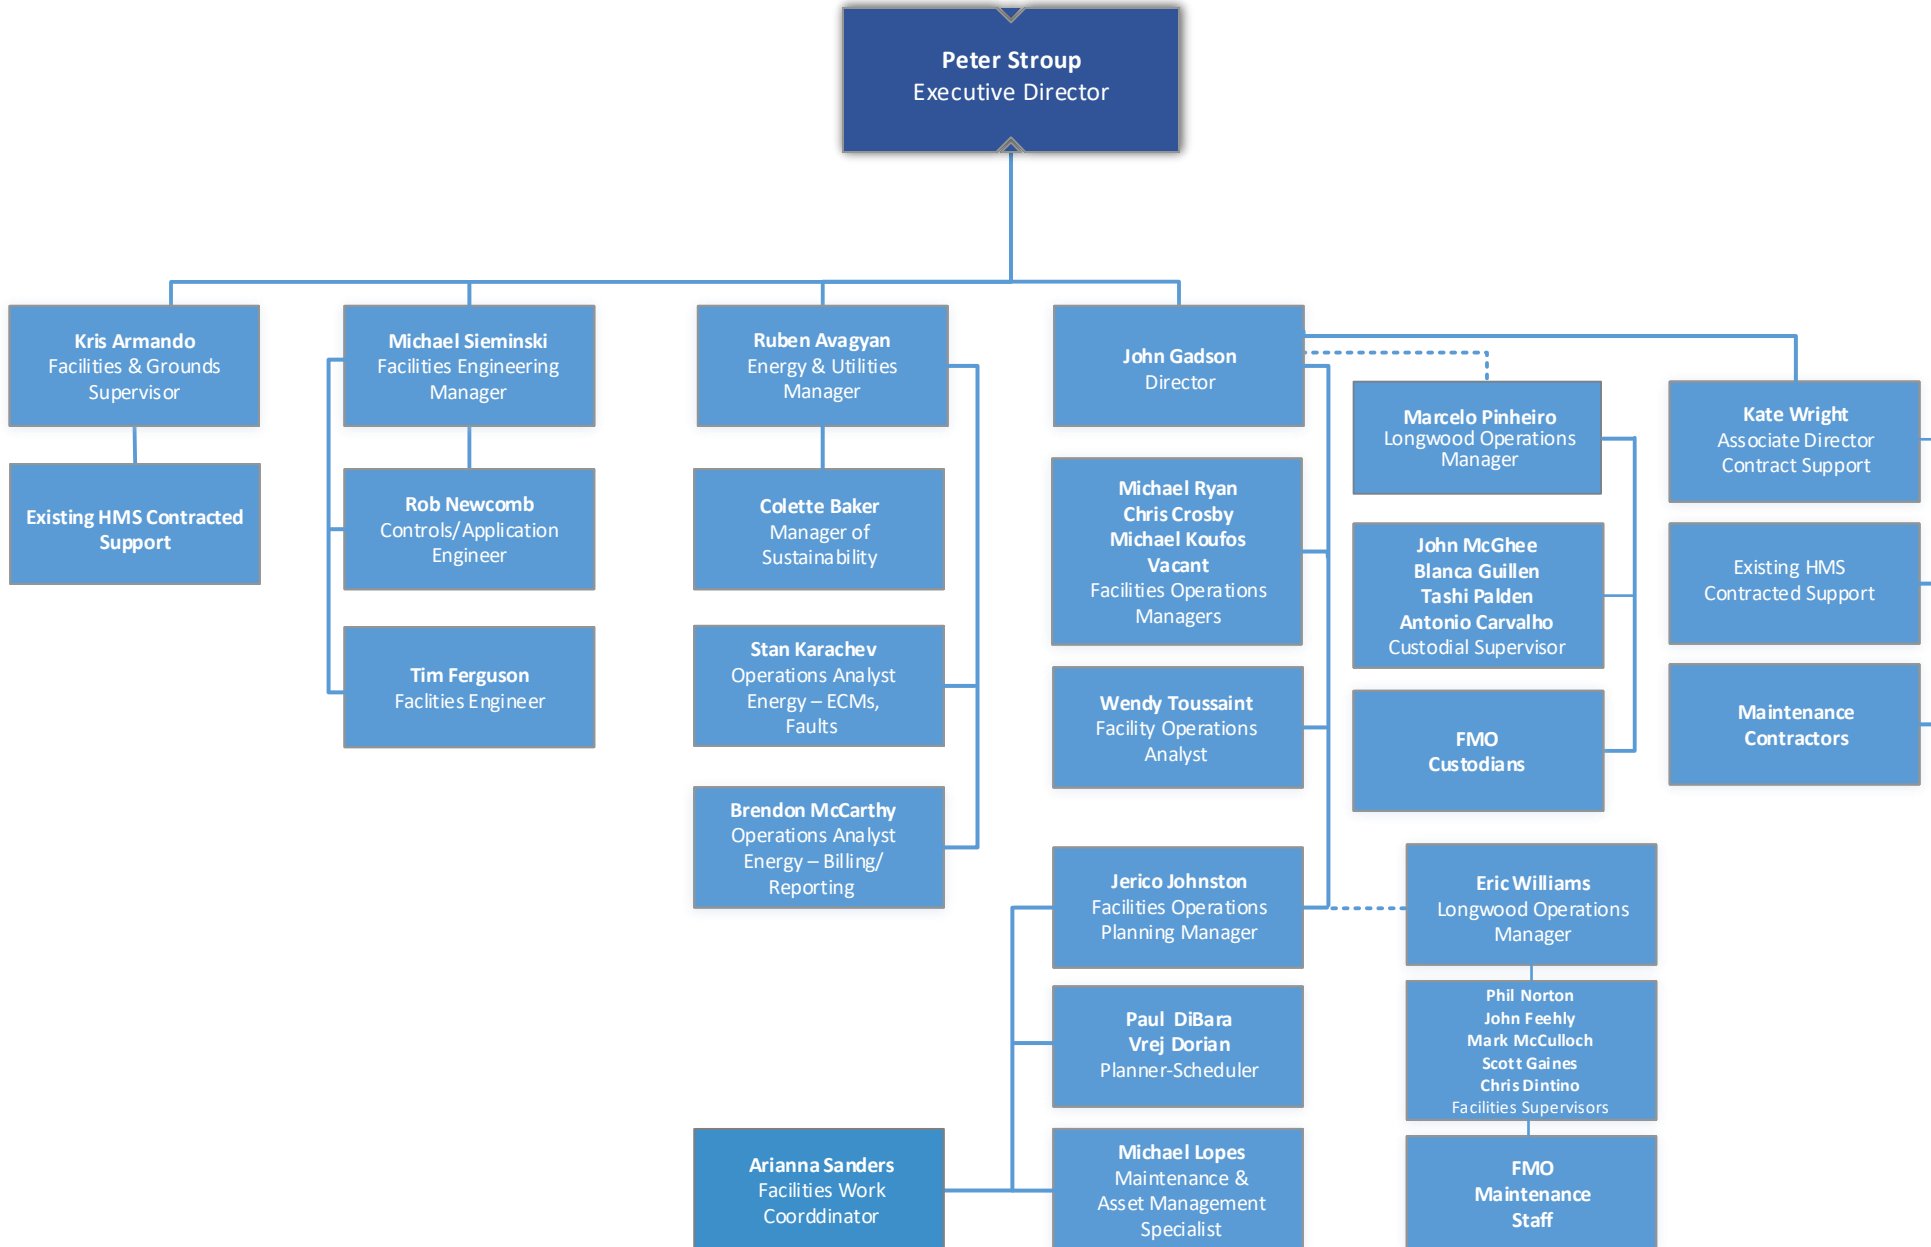 Peter Stroup
Executive Director
Kris Armando
Facilities & Grounds
Supervisor
Existing HMS Contracted
Support
Michael Sieminski
Facilities Engineering
Manager
Rob Newcomb
Controls/Application
Engineer
Tim Ferguson
Faclities Engineer
Ruben Avagyan
Energy & Utilities
Manager
Colette Baker
Manager of
Sustainability
Stan Karachev
Operations Analyst
Energy – ECMs,
Faults
Brendon McCarthy
Operations Analyst
Energy – Billing/
Reporting
John Gadson
Director
Michael Ryan
Chris Crosby
Michael Koufos
Vacant
Facilities Operations
Managers
Wendy Toussaint
Facility Operations
Analyst
Jerico Johnston
Facilities Operations
Planning Manager
Paul DiBara
Vrej Dorian
Planner-Scheduler
Arianna Sanders
Facilities Work
Coorddinator
Michael Lopes
Maintenance &
Asset Management
Specialist
Marcelo Pinheiro
Longwood Operations
Manager
John McGhee
Blanca Guillen
Tashi Palden
Antonio Carvalho
Custodial Supervisor
FMO
Custodians
Eric Williams
Longwood Operations
Manager
Phil Norton
John Feehly
Mark McCulloch
Scott Gaines
Chris Dintino
Facilities Supervisors
FMO
Maintenance
Staff
Kate Wright
Associate Director
Contract Support
Existing HMS
Contracted Support
Maintenance
Contractors